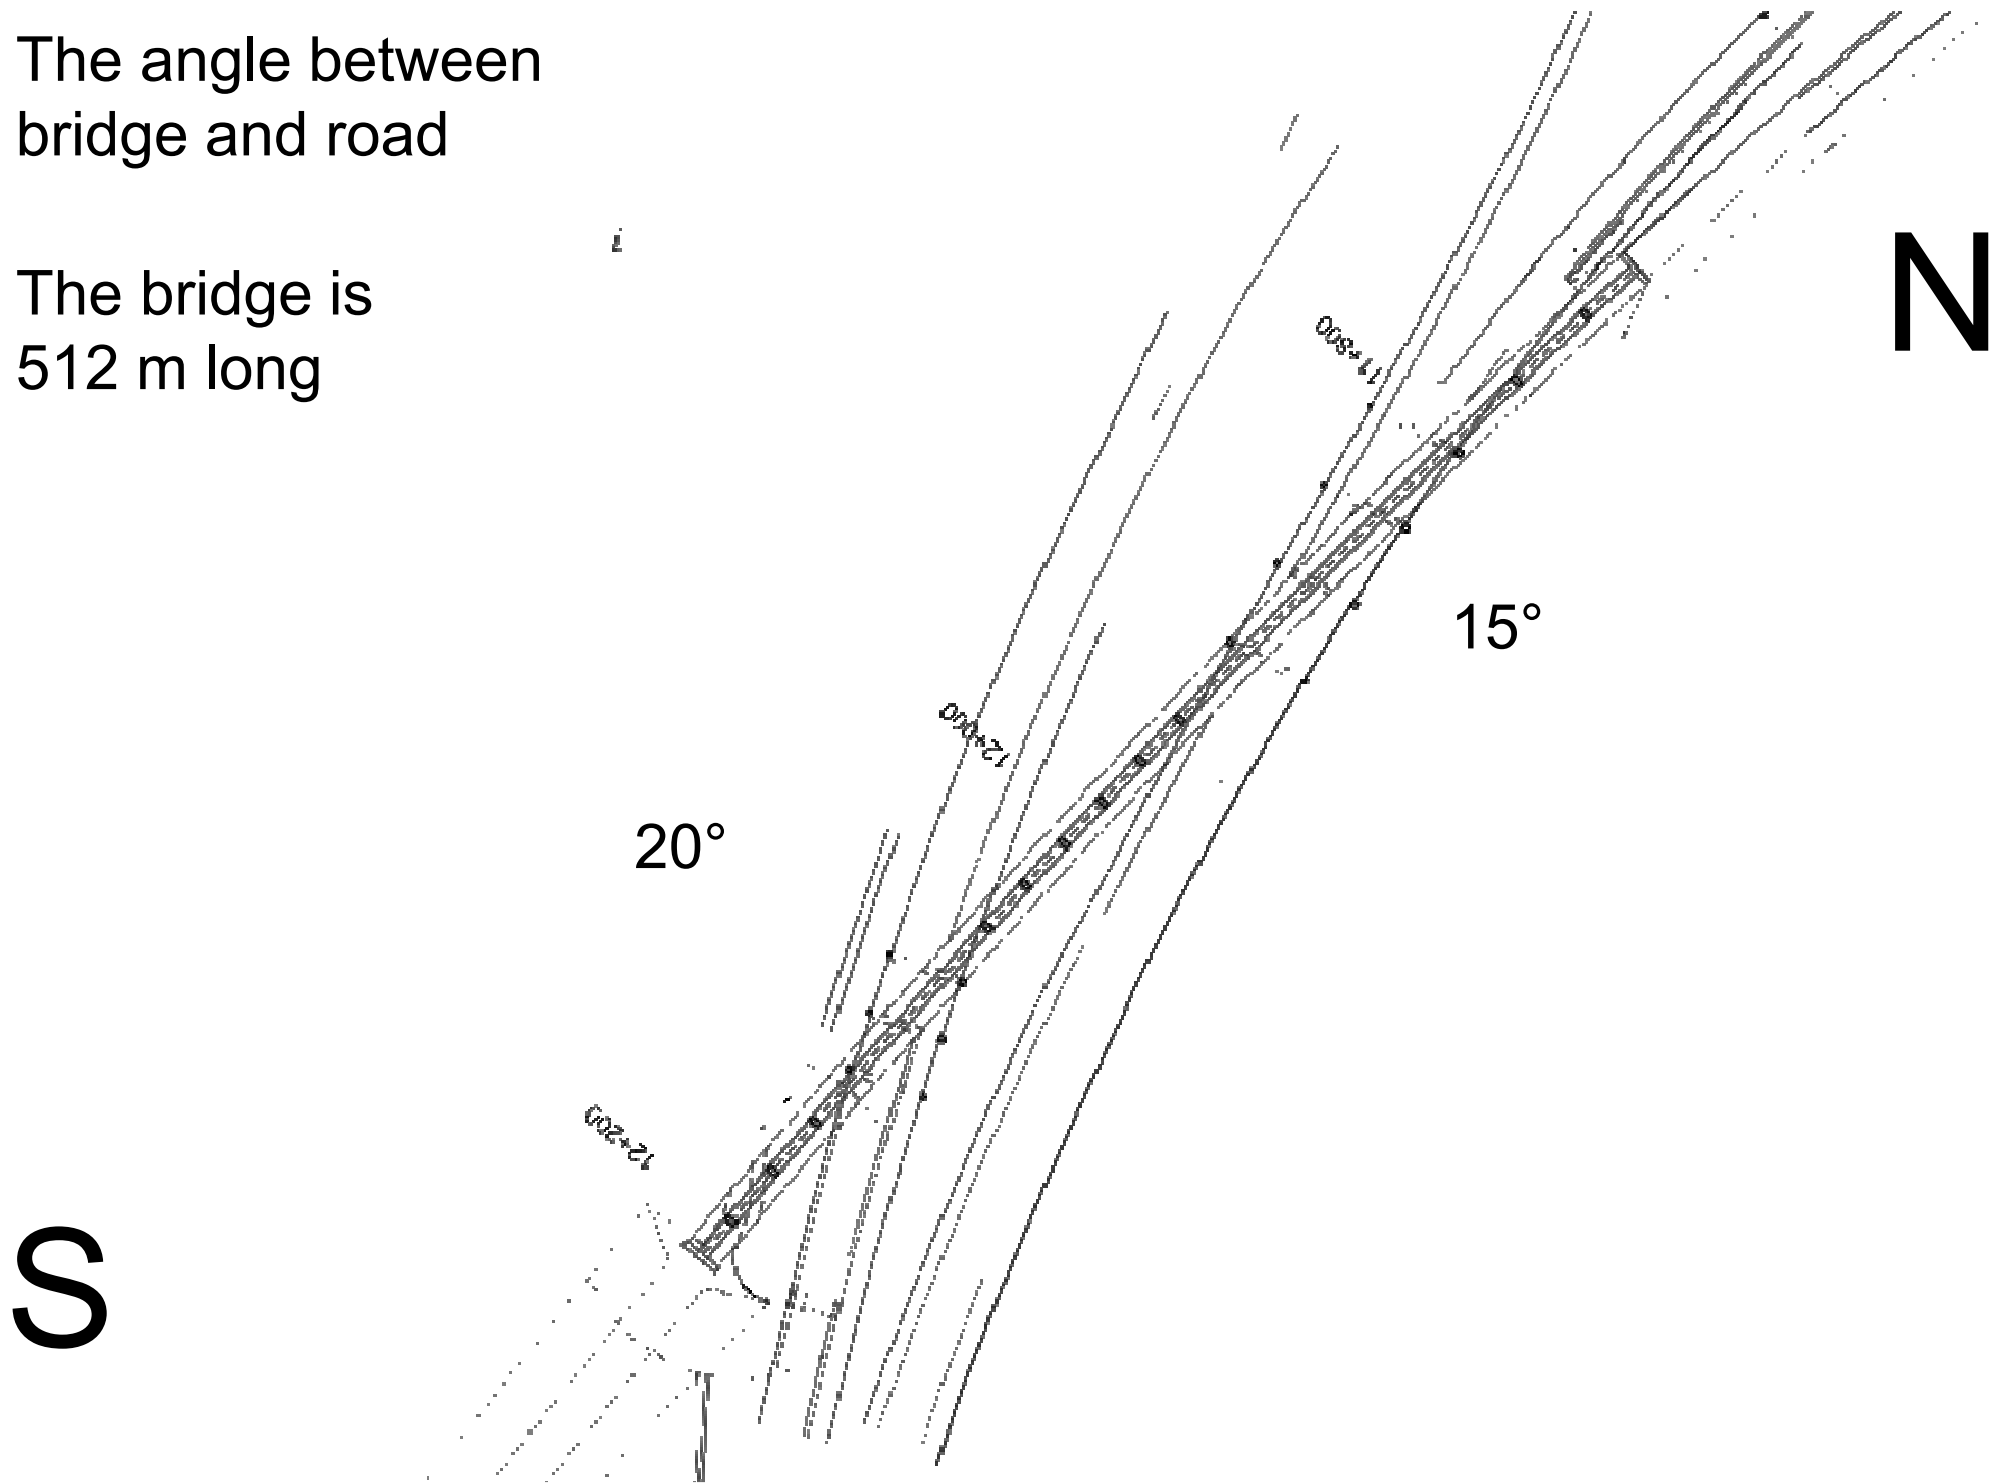 The angle between
bridge and road
The bridge is
512 m long
N
11+800
15°
12+000
20°
12+200
S